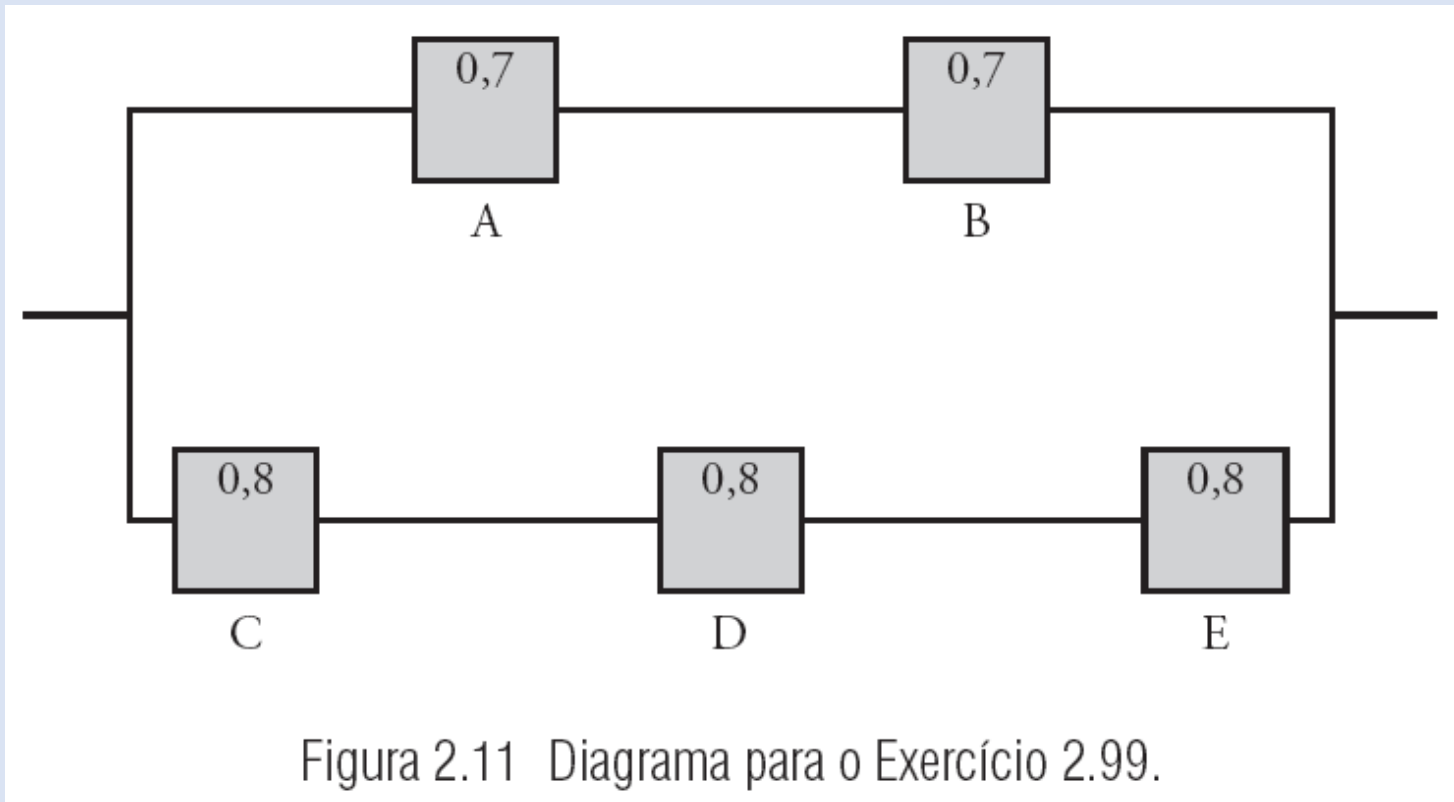 0,7 0,7
A B
0,8 0,8 0,8
C D E
Figura 2.11 Diagrama para o Exercício 2.99.